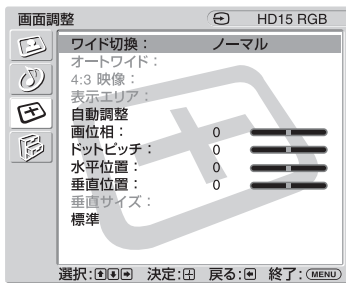 画面調整 HD15 RGB
ワイド切換: ノーマル
オートワイド:
4:3 映像:
表示エリア:
自動調整
画位相: 0
ドットピッチ: 0
水平位置: 0
垂直位置: 0
垂直サイズ:
標準
選択: 決定: 戻る: 終了: MENU